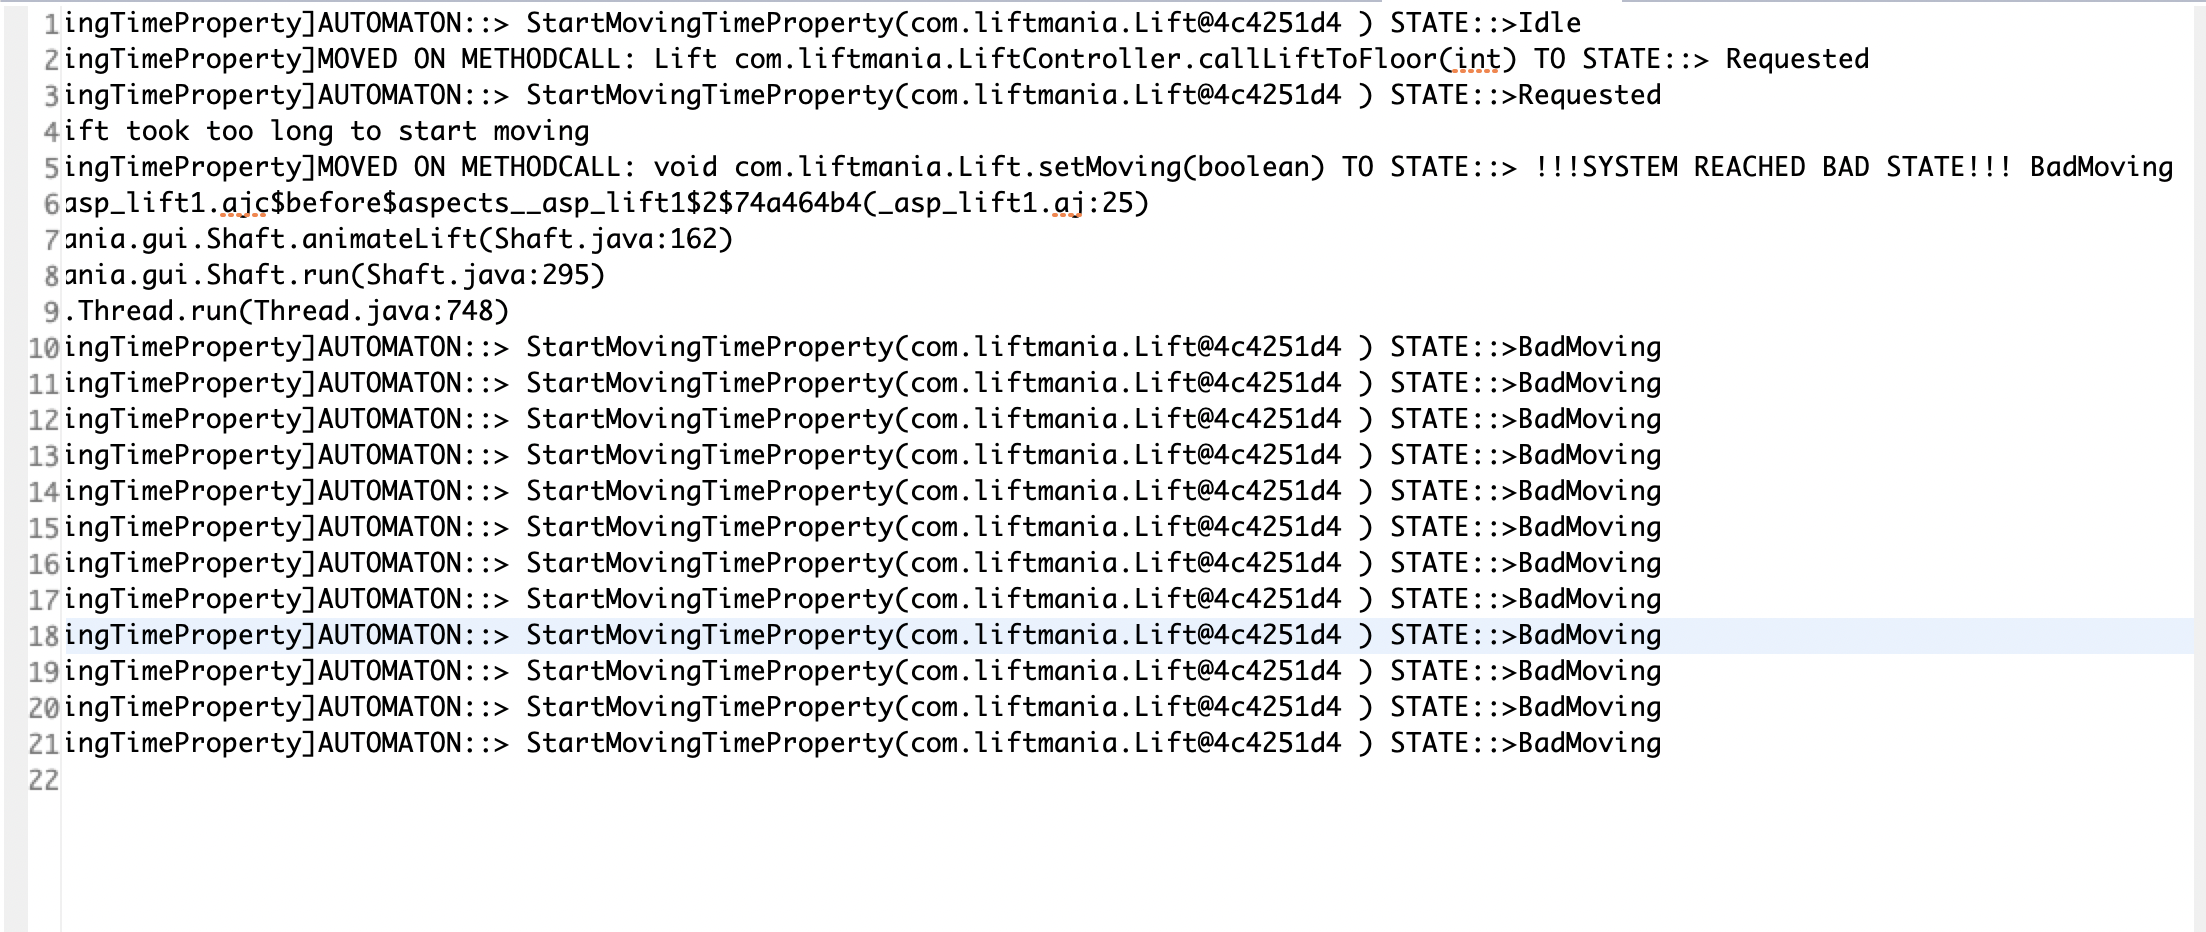 1 ingTimeProperty]AUTOMATON::> StartMovingTimeProperty(com.liftmania.Lift@4c4251d4 ) STATE::>Idle
2 ingTimeProperty]MOVED ON METHODCALL: Lift com.liftmania.LiftController.callLiftToFloor(int) TO STATE::> Requested
3 ingTimeProperty]AUTOMATON::> StartMovingTimeProperty(com.liftmania.Lift@4c4251d4 ) STATE::>Requested
4 ift took too long to start moving
5 ingTimeProperty]MOVED ON METHODCALL: void com.liftmania.Lift.setMoving(boolean) TO STATE::> !!!SYSTEM REACHED BAD STATE!!! BadMoving
6 asp_lift1.ajc$before$aspects__asp_lift1$2$74a464b4(_asp_lift1.aj:25)
7 ania.gui.Shaft.animateLift(Shaft.java:162)
8 ania.gui.Shaft.run(Shaft.java:295)
9 .Thread.run(Thread.java:748)
10 ingTimeProperty]AUTOMATON::> StartMovingTimeProperty(com.liftmania.Lift@4c4251d4 ) STATE::>BadMoving
11 ingTimeProperty]AUTOMATON::> StartMovingTimeProperty(com.liftmania.Lift@4c4251d4 ) STATE::>BadMoving
12 ingTimeProperty]AUTOMATON::> StartMovingTimeProperty(com.liftmania.Lift@4c4251d4 ) STATE::>BadMoving
13 ingTimeProperty]AUTOMATON::> StartMovingTimeProperty(com.liftmania.Lift@4c4251d4 ) STATE::>BadMoving
14 ingTimeProperty]AUTOMATON::> StartMovingTimeProperty(com.liftmania.Lift@4c4251d4 ) STATE::>BadMoving
15 ingTimeProperty]AUTOMATON::> StartMovingTimeProperty(com.liftmania.Lift@4c4251d4 ) STATE::>BadMoving
16 ingTimeProperty]AUTOMATON::> StartMovingTimeProperty(com.liftmania.Lift@4c4251d4 ) STATE::>BadMoving
17 ingTimeProperty]AUTOMATON::> StartMovingTimeProperty(com.liftmania.Lift@4c4251d4 ) STATE::>BadMoving
18 ingTimeProperty]AUTOMATON::> StartMovingTimeProperty(com.liftmania.Lift@4c4251d4 ) STATE::>BadMoving
19 ingTimeProperty]AUTOMATON::> StartMovingTimeProperty(com.liftmania.Lift@4c4251d4 ) STATE::>BadMoving
20 ingTimeProperty]AUTOMATON::> StartMovingTimeProperty(com.liftmania.Lift@4c4251d4 ) STATE::>BadMoving
21 ingTimeProperty]AUTOMATON::> StartMovingTimeProperty(com.liftmania.Lift@4c4251d4 ) STATE::>BadMoving
22